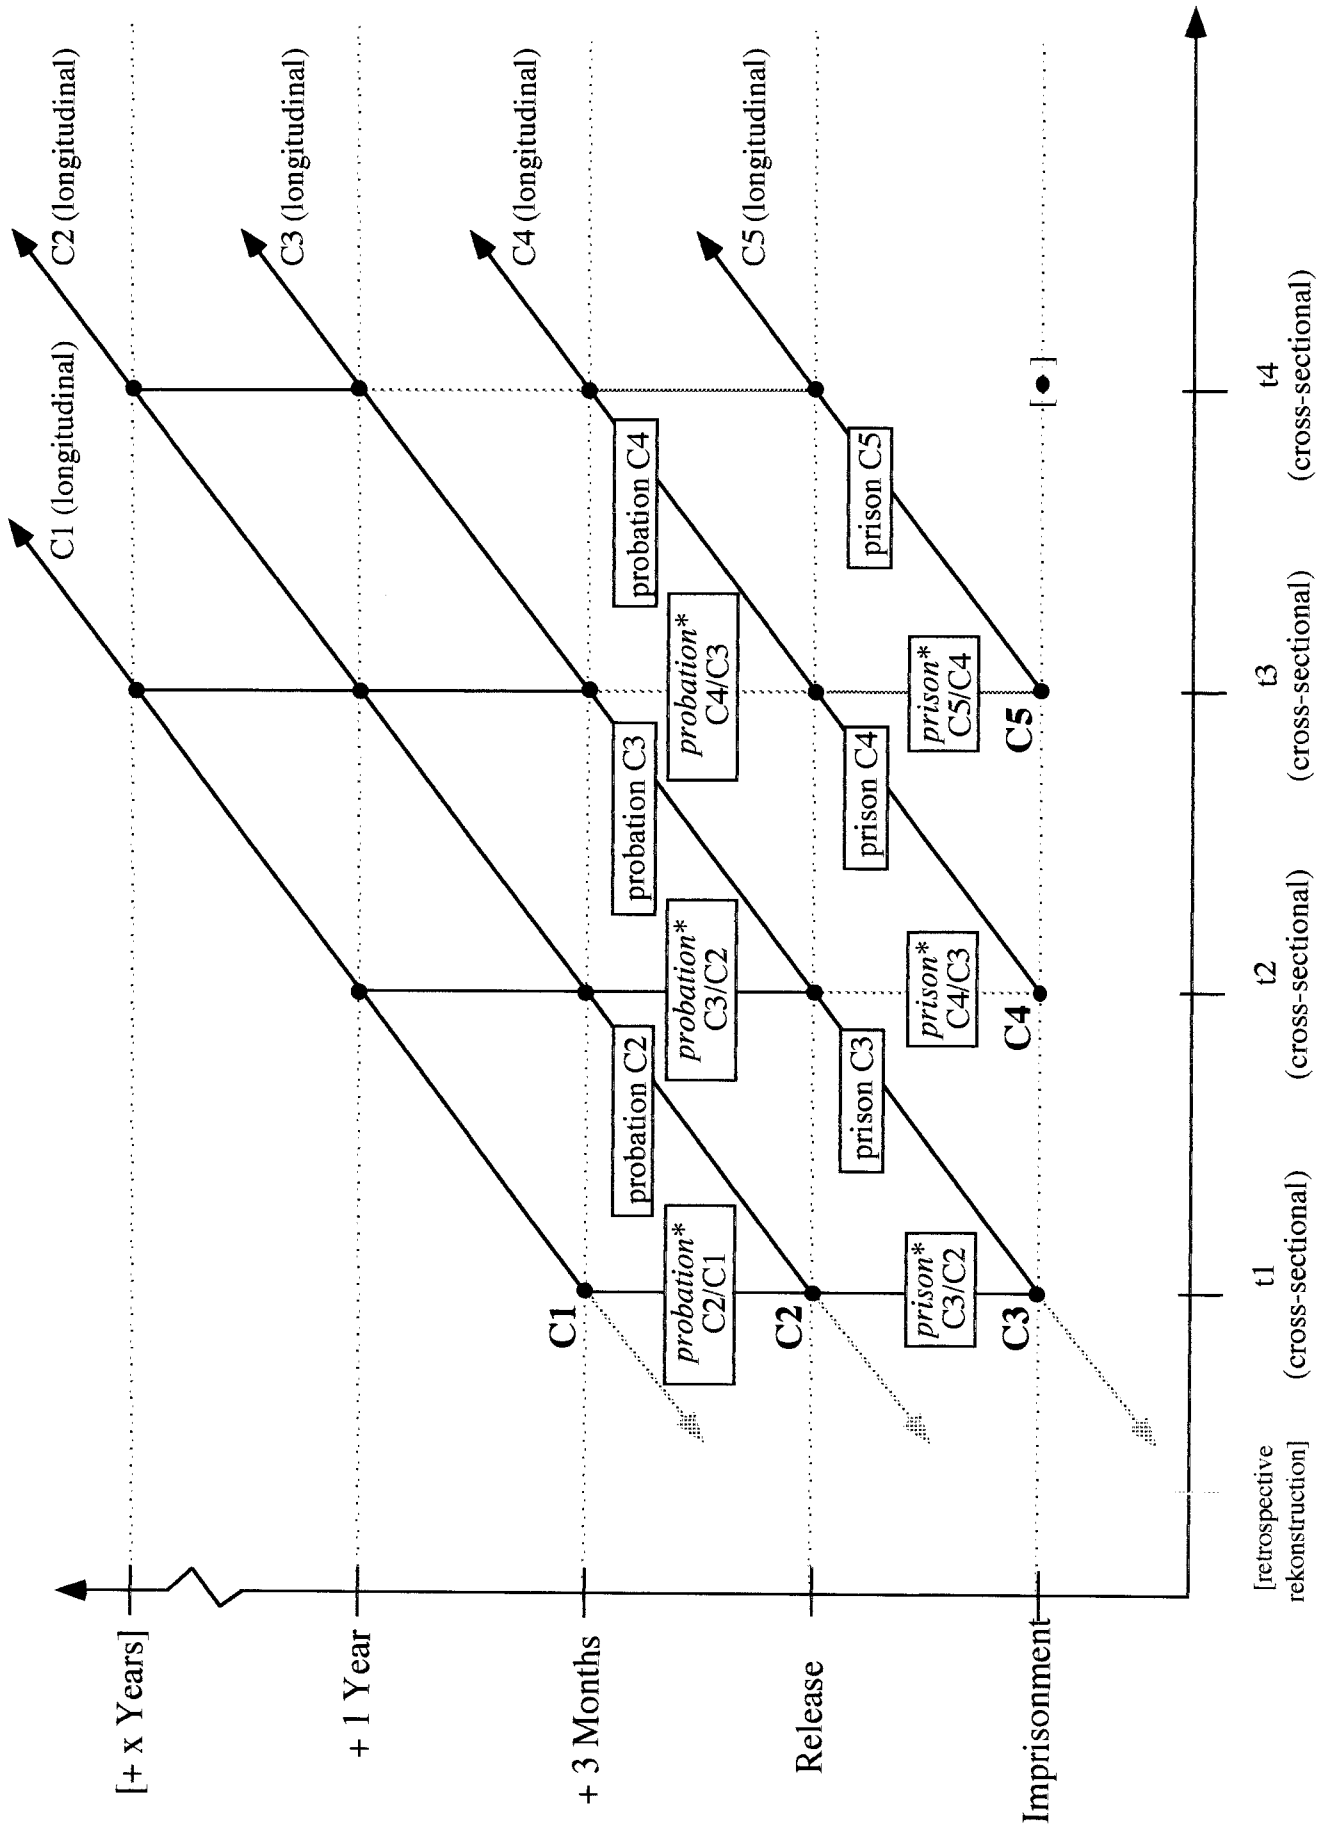 C1 (longitudinal)
C2 (longitudinal)
C3 (longitudinal)
C4 (longitudinal)
C5 (longitudinal)
[+ x Years]
+ 1 Year
+ 3 Months
C1
probation C2
probation C3
probation C4
probation*
C2/C1
probation*
C3/C2
probation*
C4/C3
Release
C2
prison C3
prison C4
prison C5
prison*
C3/C2
prison*
C4/C3
prison*
C5/C4
Imprisonment
C3
C4
C5
[ ]
[retrospective
rekonstruction]
t1
(cross-sectional)
t2
(cross-sectional)
t3
(cross-sectional)
t4
(cross-sectional)